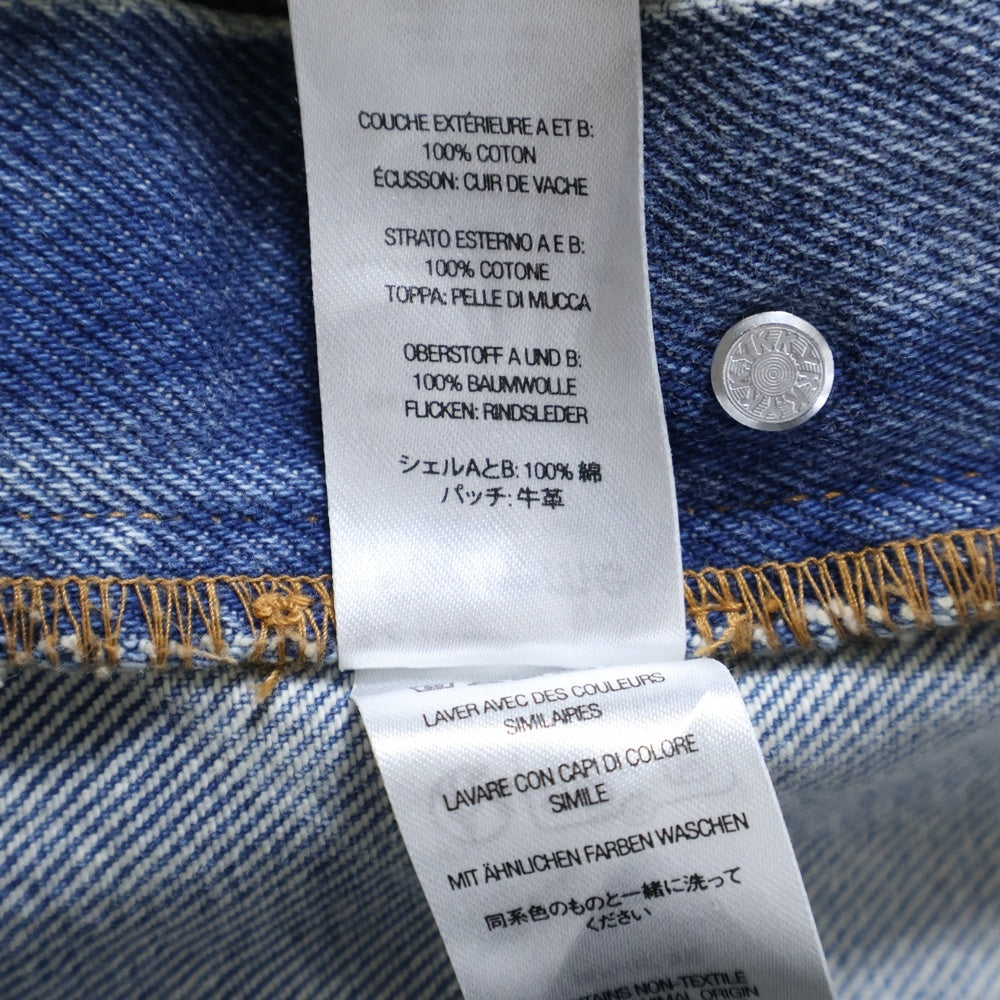 COUCHE EXTÉRIEURE A ET B:
100% COTON
ÉCUSSON: CUIR DE VACHE
STRATO ESTERNO A E B:
100% COTONE
TOPPA: PELLE DI MUCCA
OBERSTOFF A UND B:
100% BAUMWOLLE
FLICKEN: RINDSLEDER
シェルAとB: 100% 綿
パッチ: 牛革
LAVER AVEC DES COULEURS
SIMILAIRES
LAVARE CON CAPI DI COLORE
SIMILE
MIT ÄHNLICHEN FARBEN WASCHEN
同系色のものと一緒に洗って
ください
NON-TEXTILE
ORIGIN